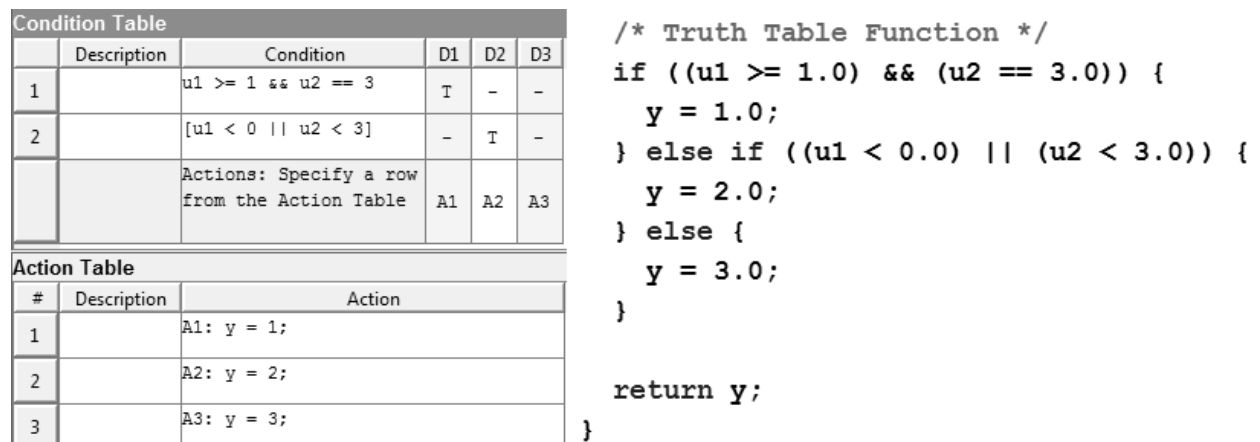 Condition Table
Description Condition D1 D2 D3
1 u1 >= 1 && u2 == 3 T - -
2 [u1 < 0 || u2 < 3] - T -
Actions: Specify a row
from the Action Table A1 A2 A3
Action Table
# Description Action
1 A1: y = 1;
2 A2: y = 2;
3 A3: y = 3;
/* Truth Table Function */
if ((u1 >= 1.0) && (u2 == 3.0)) {
y = 1.0;
} else if ((u1 < 0.0) || (u2 < 3.0)) {
y = 2.0;
} else {
y = 3.0;
}
return y;
}